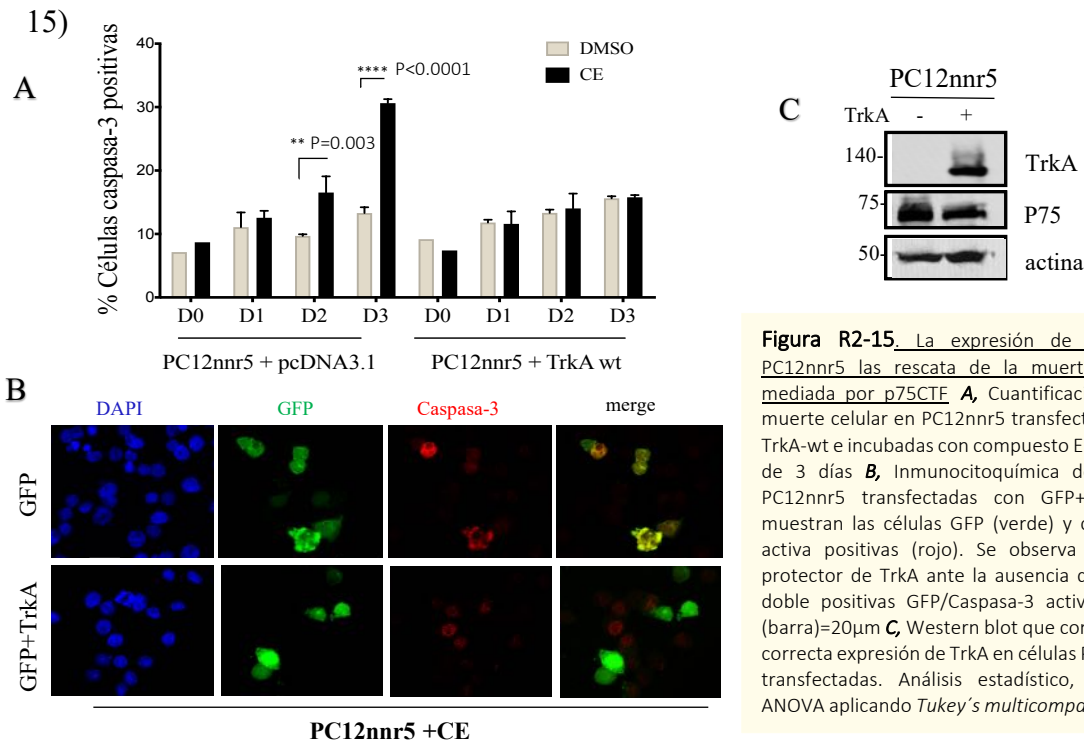 15)
A
% Células caspasa-3 positivas
40
30
20
10
0
DMSO
CE
**** P<0.0001
** P=0.003
D0 D1 D2 D3 D0 D1 D2 D3
PC12nnr5 + pcDNA3.1 PC12nnr5 + TrkA wt
B
DAPI GFP Caspasa-3 merge
GFP
GFP+TrkA
PC12nnr5 +CE
C
PC12nnr5
TrkA - +
140- TrkA
75- P75
50- actina
Figura R2-15. La expresión de
PC12nnr5 las rescata de la muert
mediada por p75CTF A, Cuantificac
muerte celular en PC12nnr5 transfect
TrkA-wt e incubadas con compuesto E
de 3 días B, Inmunocitoquímica d
PC12nnr5 transfectadas con GFP+
muestran las células GFP (verde) y
activa positivas (rojo). Se observa
protector de TrkA ante la ausencia
doble positivas GFP/Caspasa-3 activ
(barra)=20µm C, Western blot que co
correcta expresión de TrkA en células
transfectadas. Análisis estadístico,
ANOVA aplicando Tukey´s multicompa